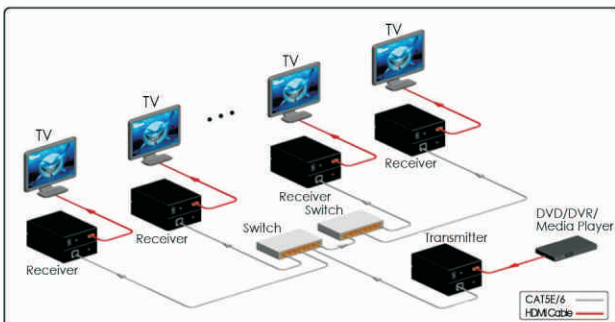 TV
TV
TV
TV
Receiver
Receiver
Receiver
Receiver
Switch
Switch
Transmitter
DVD/DVR/
Media Player
CAT5E/6
HDMI Cable